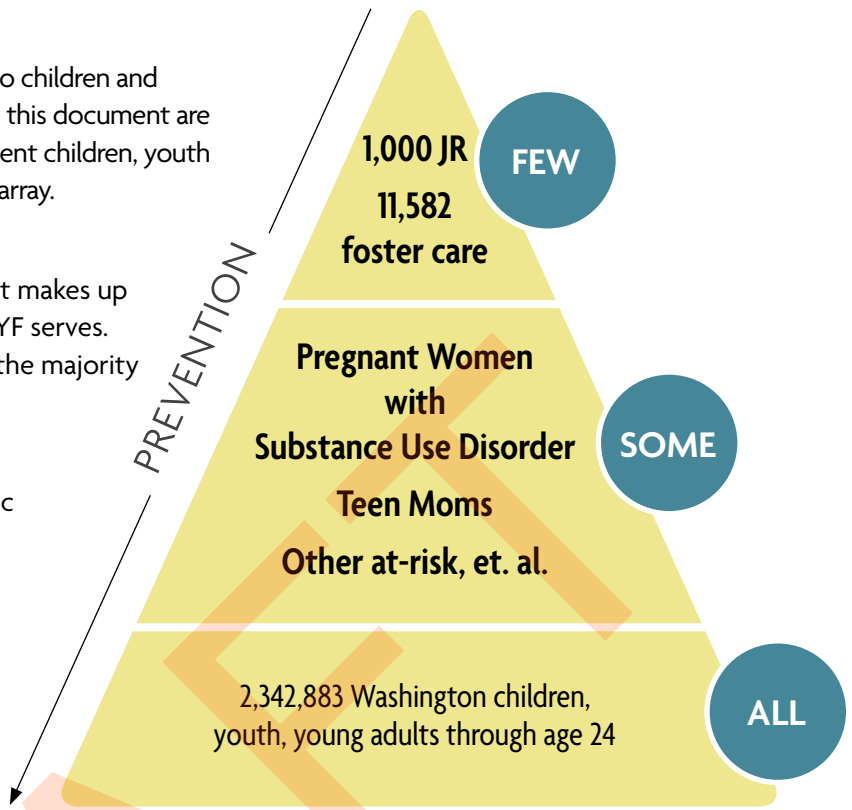 o children and
this document are
ent children, youth
array.
t makes up
YF serves.
the majority
c
PREVENTION
1,000 JR
11,582
foster care
FEW
Pregnant Women
with
Substance Use Disorder
Teen Moms
Other at-risk, et. al.
SOME
2,342,883 Washington children,
youth, young adults through age 24
ALL